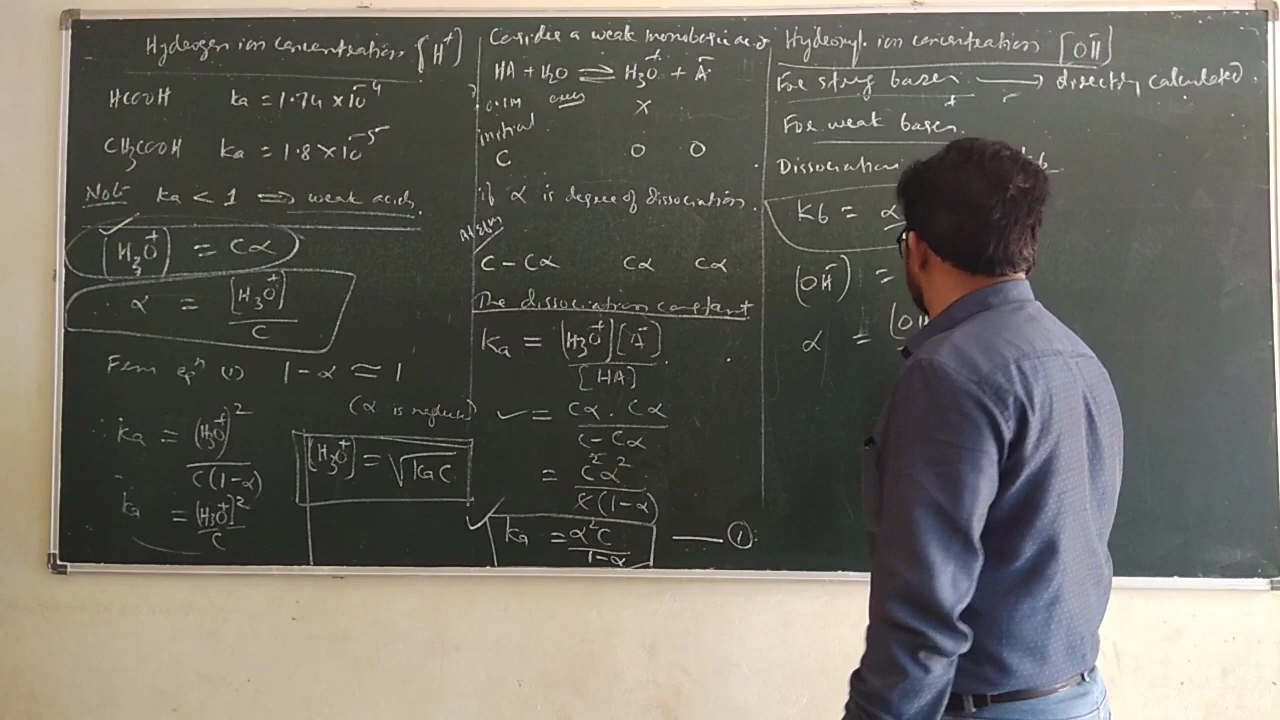 Hydrogen ion concentration [H⁺]
HCOOH Ka = 1.74 × 10⁻⁴
CH₃COOH Ka = 1.8 × 10⁻⁵
Note Ka < 1 ⇒ weak acids.
[H₃O⁺] = Cα
α = [H₃O⁺] / C
From eqⁿ (1) 1-α ≈ 1
(α is
Ka = [H₃O⁺]² / C(1-α)
Ka = [H₃O⁺]² / C
[H₃O⁺] = √KaC
Consider a weak monobasic acid
HA + H₂O ⇌ H₃O⁺ + A⁻
0.1M x
initial
C O O
if α is degree of dissociation.
At
C - Cα Cα Cα
The dissociation constant
Ka = [H₃O⁺][A⁻] / [HA]
= Cα . Cα / C - Cα
= C²α² / C(1-α)
Ka = α²C / 1-α —— ①
Hydroxyl ion concentration [OH⁻]
For strong bases ⟶ directly calculated.
For weak bases.
Dissociation
Kb = α
[OH⁻] =
α = [OH